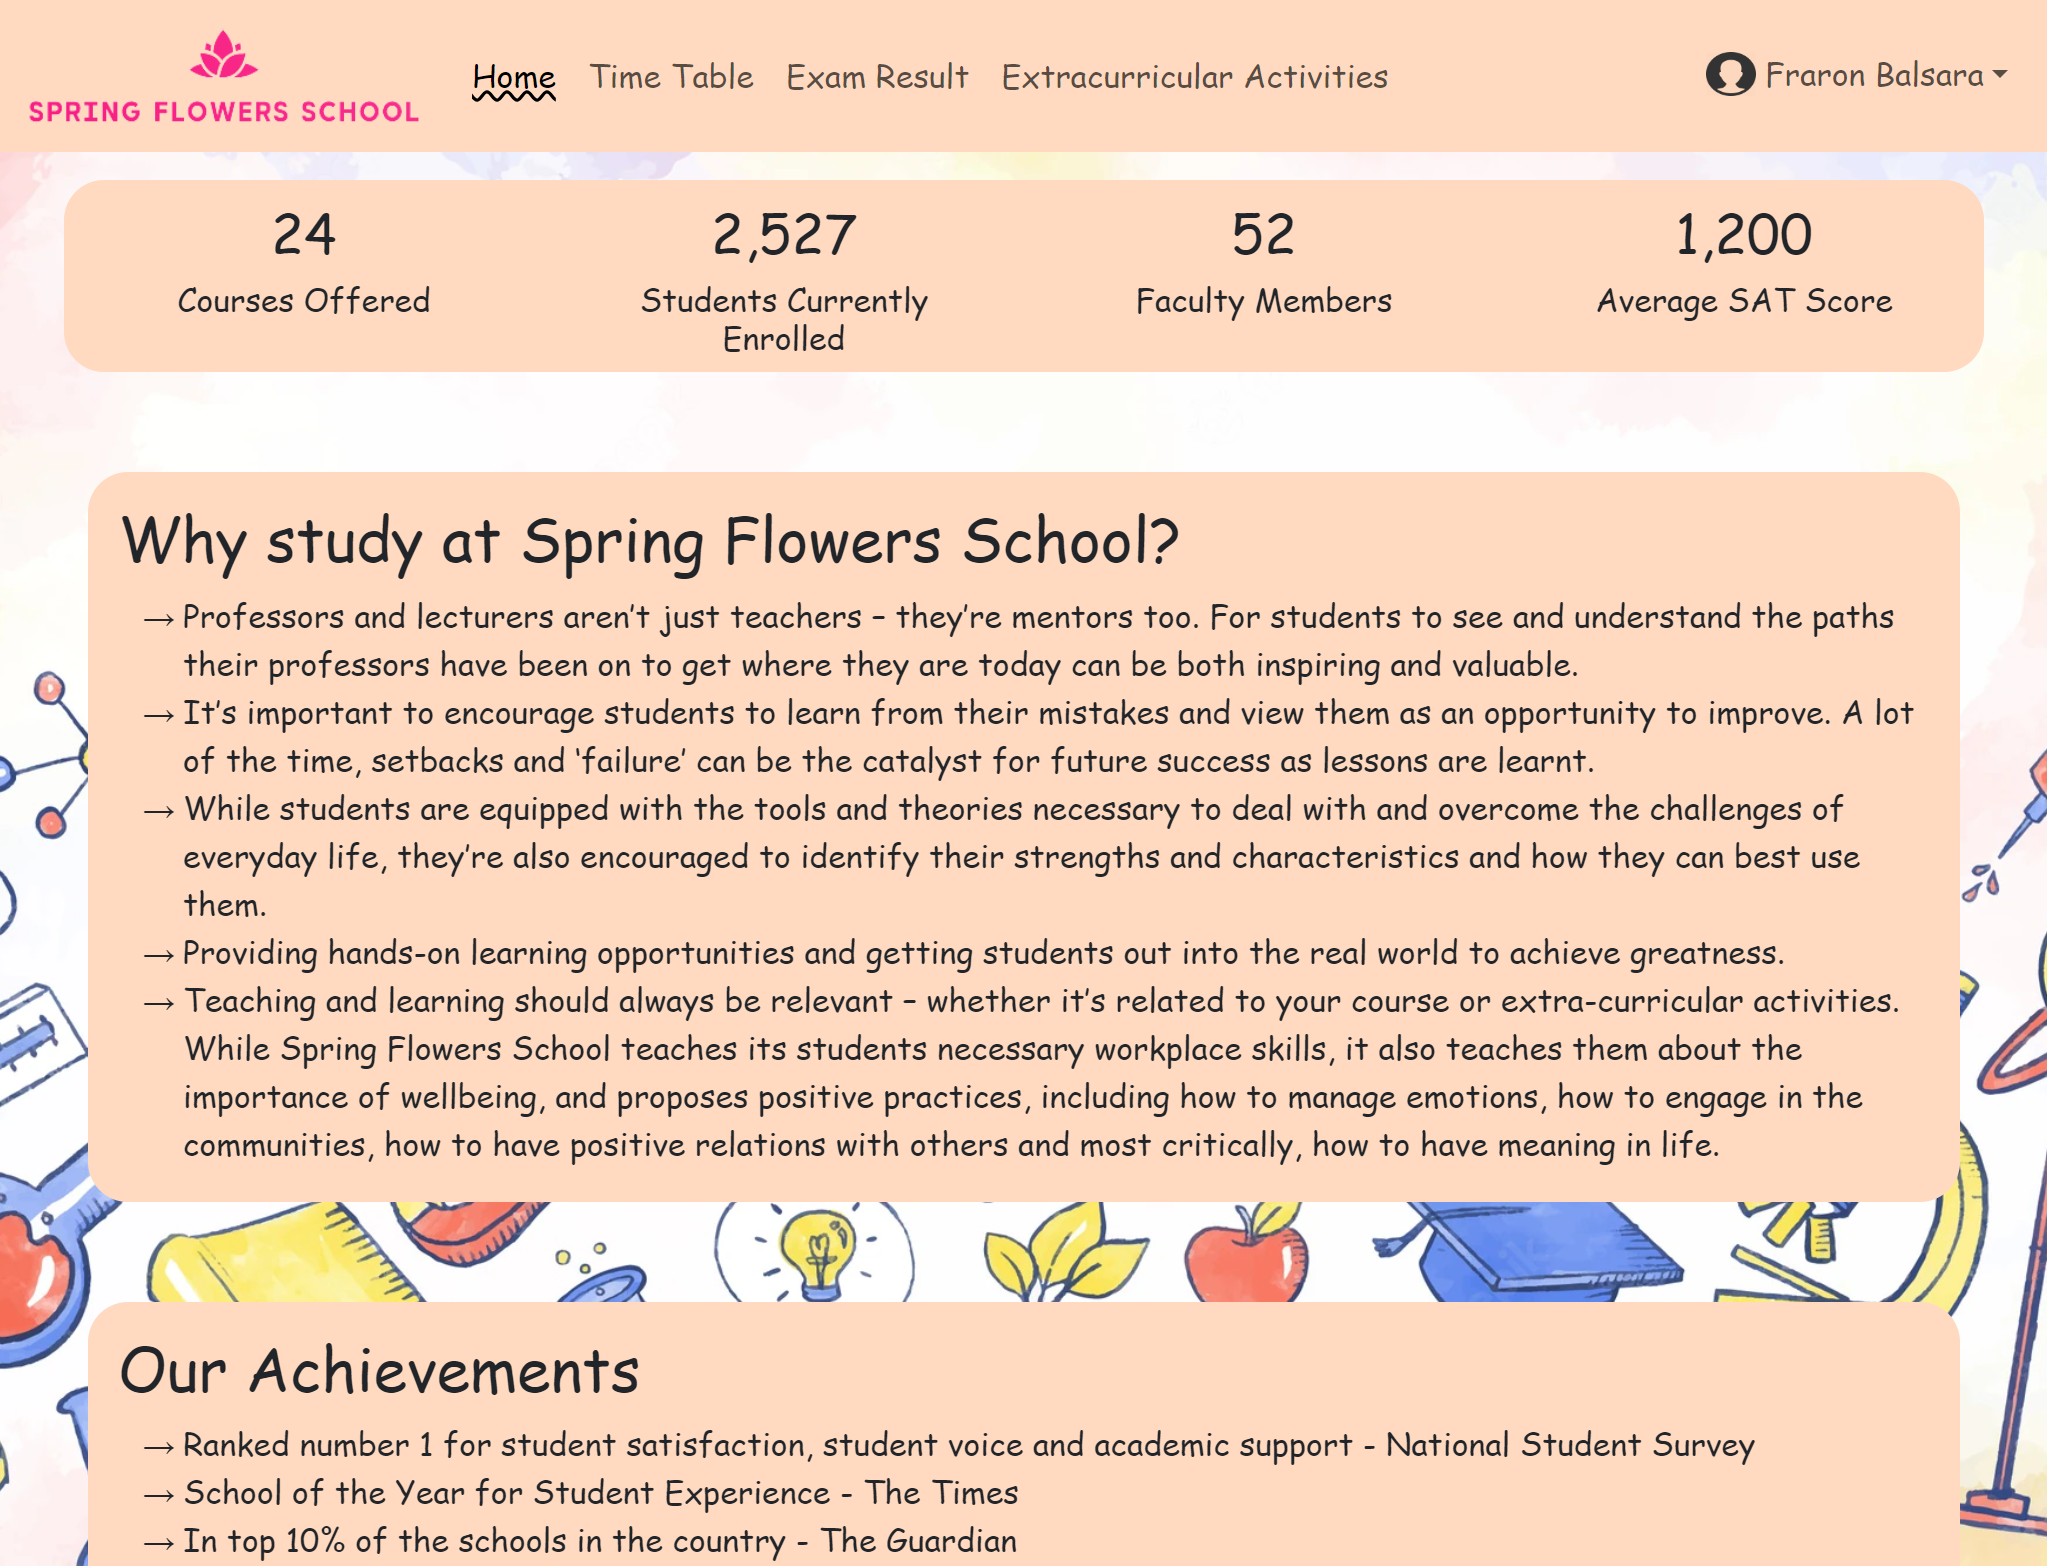 SPRING FLOWERS SCHOOL
Home
Time Table
Exam Result
Extracurricular Activities
Fraron Balsara
24
Courses Offered
2,527
Students Currently
Enrolled
52
Faculty Members
1,200
Average SAT Score
Why study at Spring Flowers School?
→ Professors and lecturers aren’t just teachers – they’re mentors too. For students to see and understand the paths
their professors have been on to get where they are today can be both inspiring and valuable.
→ It’s important to encourage students to learn from their mistakes and view them as an opportunity to improve. A lot
of the time, setbacks and ‘failure’ can be the catalyst for future success as lessons are learnt.
→ While students are equipped with the tools and theories necessary to deal with and overcome the challenges of
everyday life, they’re also encouraged to identify their strengths and characteristics and how they can best use
them.
→ Providing hands-on learning opportunities and getting students out into the real world to achieve greatness.
→ Teaching and learning should always be relevant – whether it’s related to your course or extra-curricular activities.
While Spring Flowers School teaches its students necessary workplace skills, it also teaches them about the
importance of wellbeing, and proposes positive practices, including how to manage emotions, how to engage in the
communities, how to have positive relations with others and most critically, how to have meaning in life.
Our Achievements
→ Ranked number 1 for student satisfaction, student voice and academic support - National Student Survey
→ School of the Year for Student Experience - The Times
→ In top 10% of the schools in the country - The Guardian